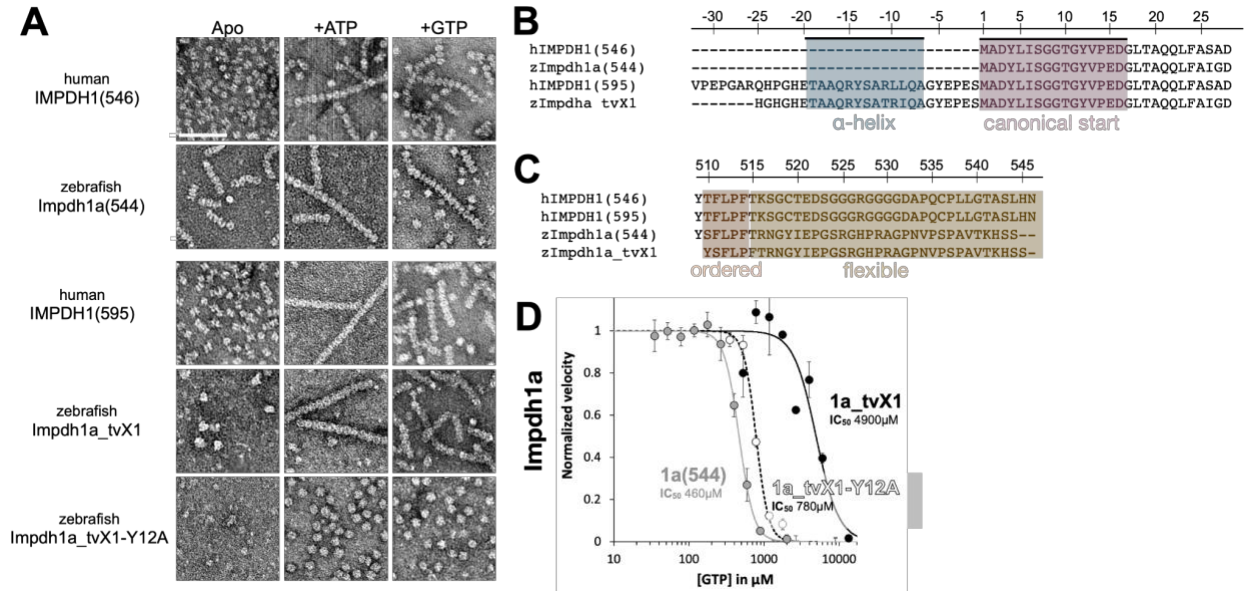 A
Apo
+ATP
+GTP
human
IMPDH1(546)
zebrafish
Impdh1a(544)
human
IMPDH1(595)
zebrafish
Impdh1a_tvX1
zebrafish
Impdh1a_tvX1-Y12A
B
-30 -25 -20 -15 -10 -5 1 5 10 15 20 25
hIMPDH1(546) --------------------------------MADYLISGGTGYVPEDGLTAQQLFASAD
zImpdh1a(544) --------------------------------MADYLISGGTGYVPEDGLTAQQLFAIGD
hIMPDH1(595) VPEPGARQHPGHETAAQRYSARLLQAGYEPESMADYLISGGTGYVPEDGLTAQQLFASAD
zImpdha tvX1 -------HGHGHETAAQRYSATRIQAGYEPESMADYLISGGTGYVPEDGLTAQQLFAIGD
α-helix
canonical start
C
510 515 520 525 530 535 540 545
hIMPDH1(546) YTFLPFTKSGCTEDSGGGRGGGGDAPQCPLLGTASLHN
hIMPDH1(595) YTFLPFTKSGCTEDSGGGRGGGGDAPQCPLLGTASLHN
zImpdh1a(544) YSFLPFTRNGYIEPGSRGHPRAGPNVPSPAVTKHSS--
zImpdh1a_tvX1 YSFLPFTRNGYIEPGSRGHPRAGPNVPSPAVTKHSS-
ordered
flexible
D
Impdh1a
Normalized velocity
1
0.8
0.6
0.4
0.2
0
10 100 1000 10000
[GTP] in µM
1a_tvX1
IC50 4900µM
1a(544)
IC50 460µM
1a_tvX1-Y12A
IC50 780µM